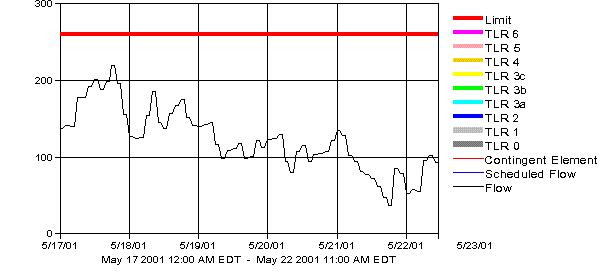 300
200
100
0
5/17/01 5/18/01 5/19/01 5/20/01 5/21/01 5/22/01 5/23/01
May 17 2001 12:00 AM EDT - May 22 2001 11:00 AM EDT
Limit
TLR 6
TLR 5
TLR 4
TLR 3c
TLR 3b
TLR 3a
TLR 2
TLR 1
TLR 0
Contingent Element
Scheduled Flow
Flow